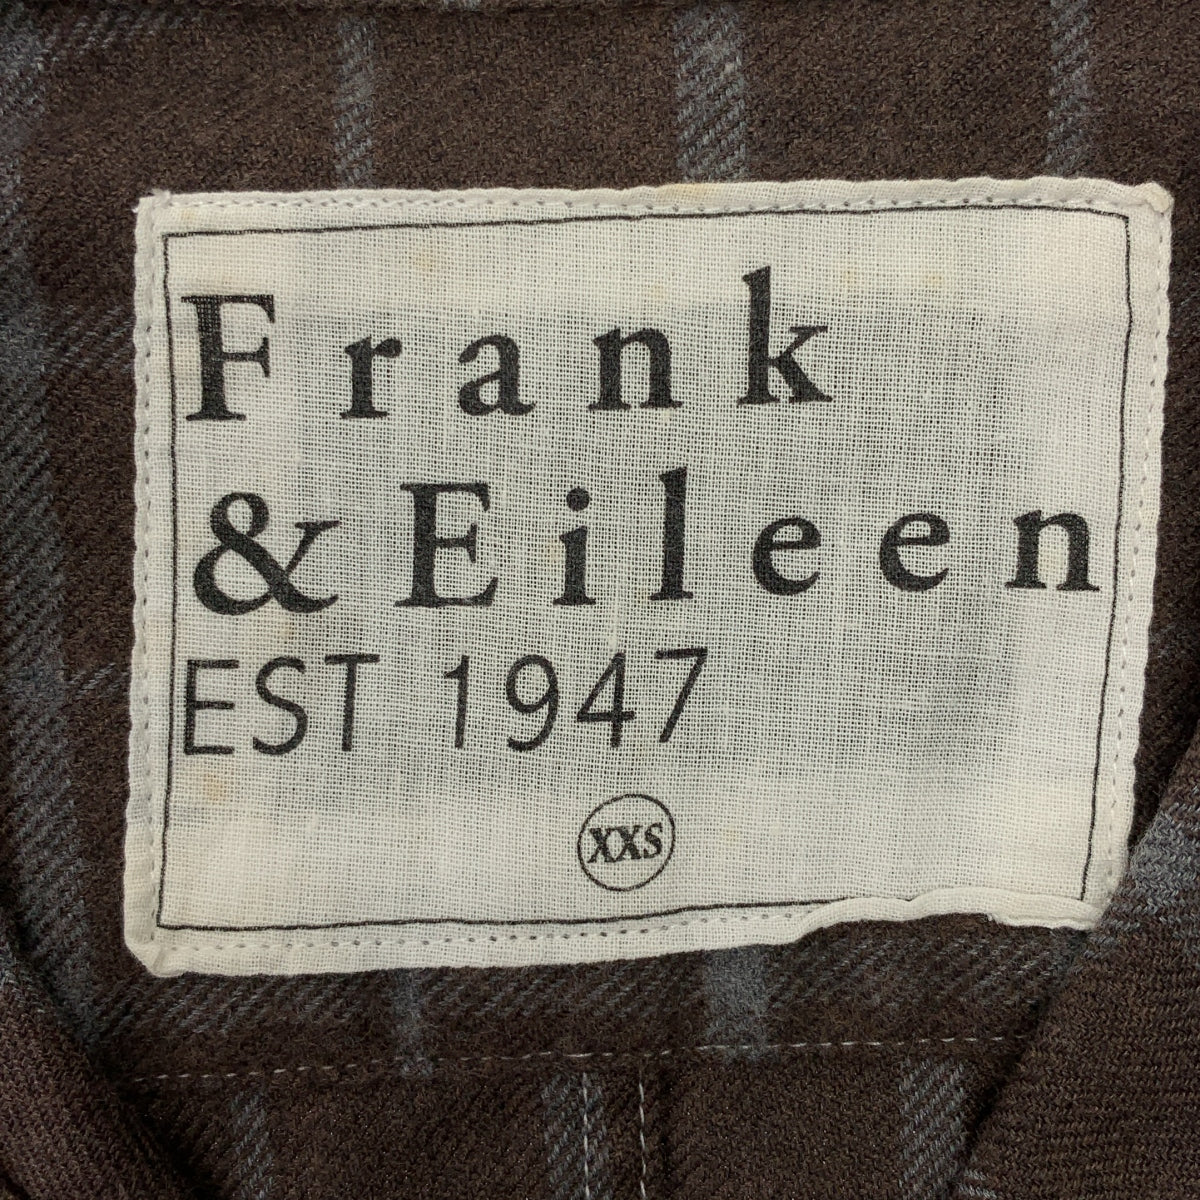 Frank
& Eileen
EST 1947
XXS